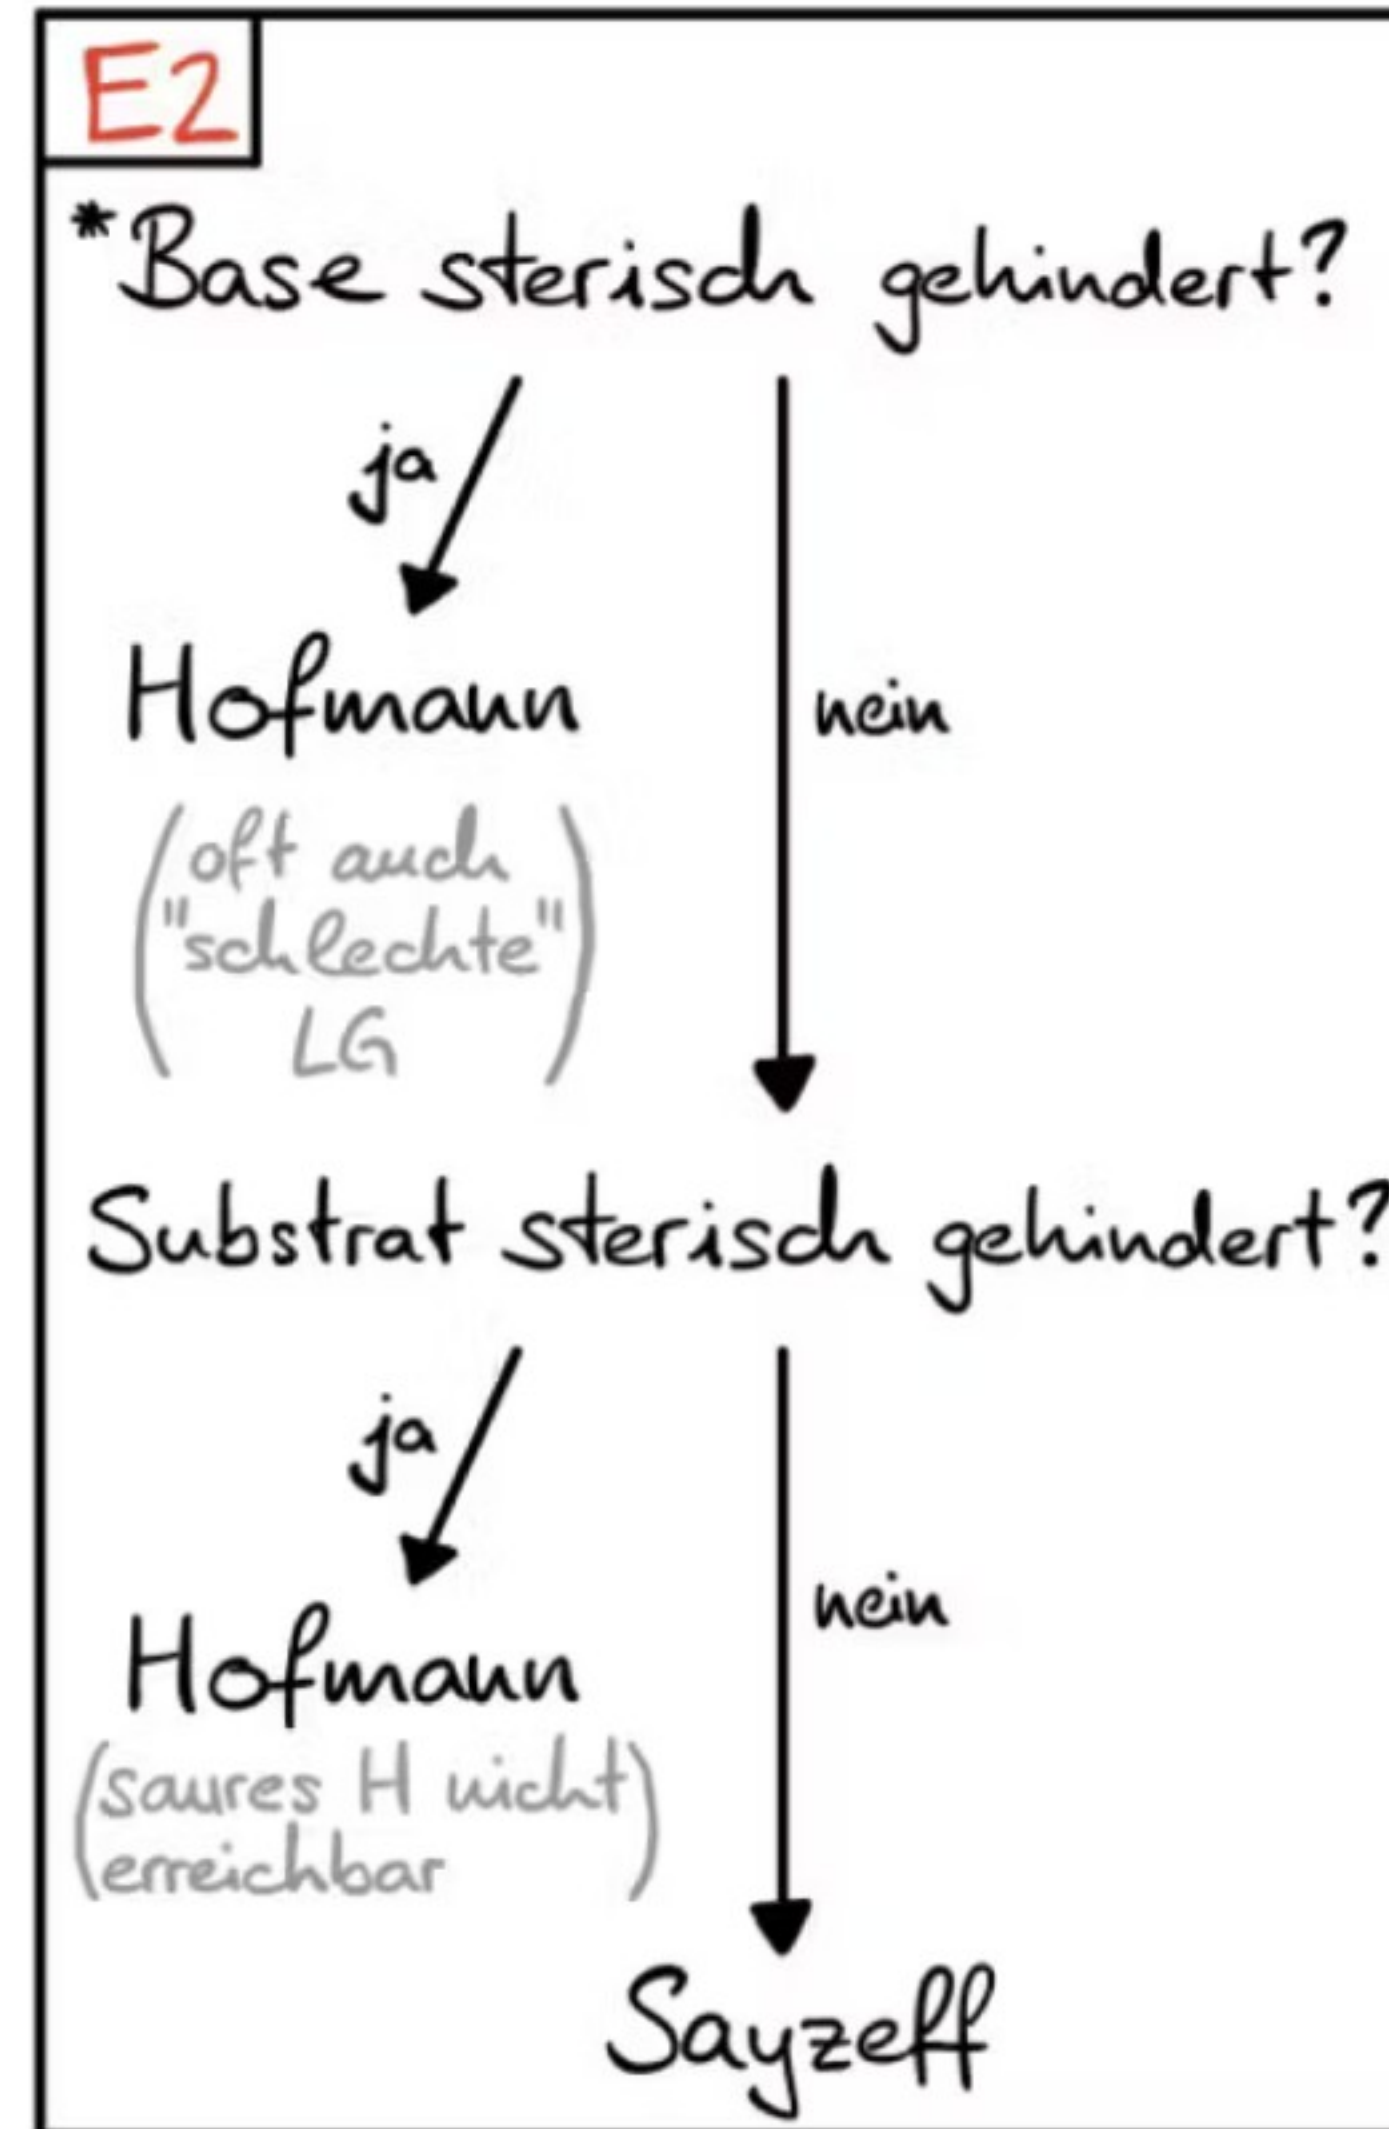 E2
*Base sterisch gehindert?
ja
Hofmann
nein
(oft auch
"schlechte"
LG)
Substrat sterisch gehindert?
ja
nein
Hofmann
(saures H nicht
erreichbar)
Sayzeff